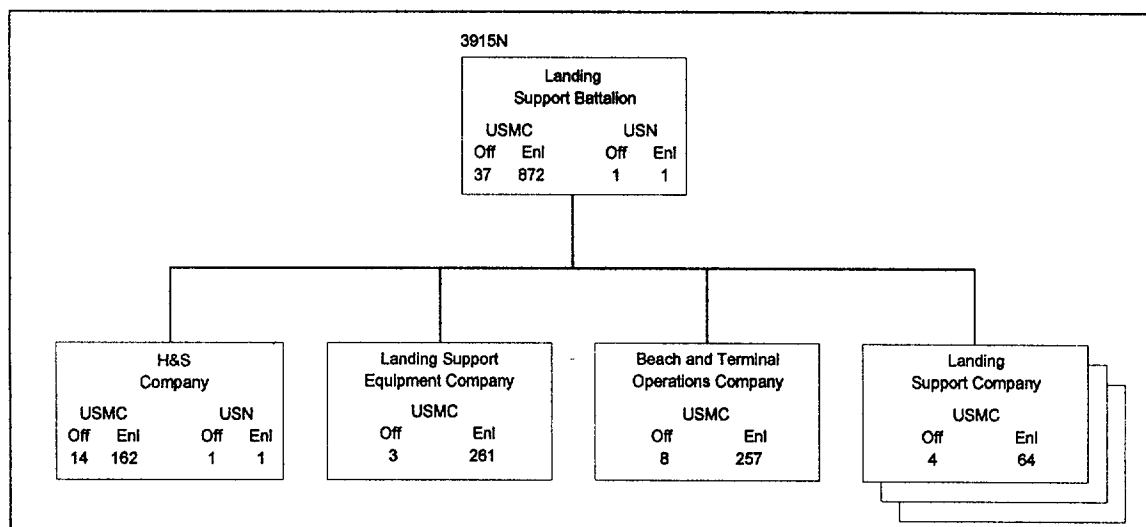 3915N
Landing
Support Battalion
USMC USN
Off Enl Off Enl
37 872 1 1
H&S
Company
USMC USN
Off Enl Off Enl
14 162 1 1
Landing Support
Equipment Company
USMC
Off Enl
3 261
Beach and Terminal
Operations Company
USMC
Off Enl
8 257
Landing
Support Company
USMC
Off Enl
4 64